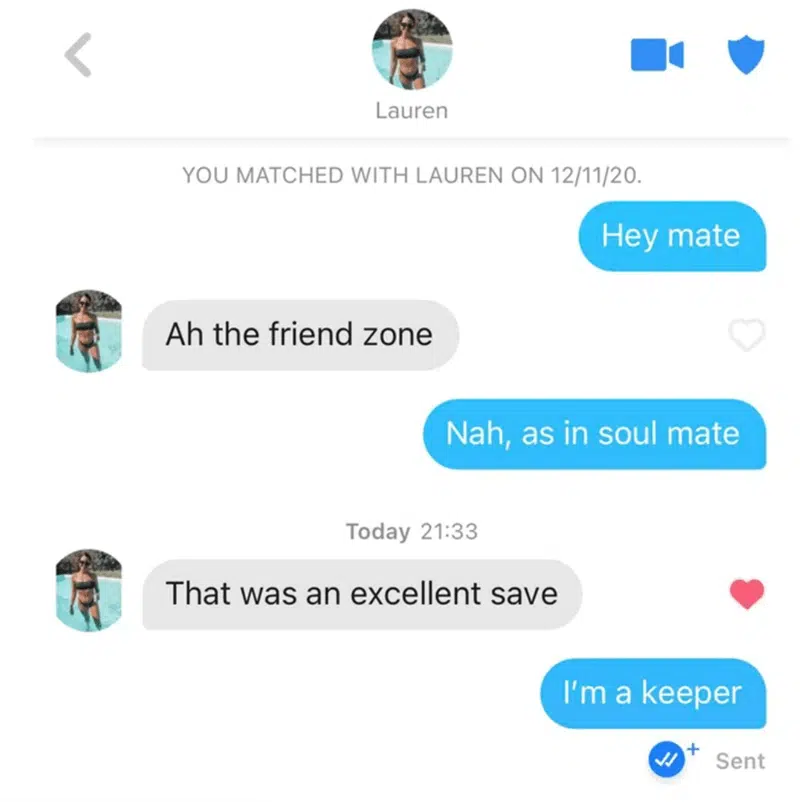 Lauren
YOU MATCHED WITH LAUREN ON 12/11/20.
Hey mate
Ah the friend zone
Nah, as in soul mate
Today 21:33
That was an excellent save
I’m a keeper
Sent